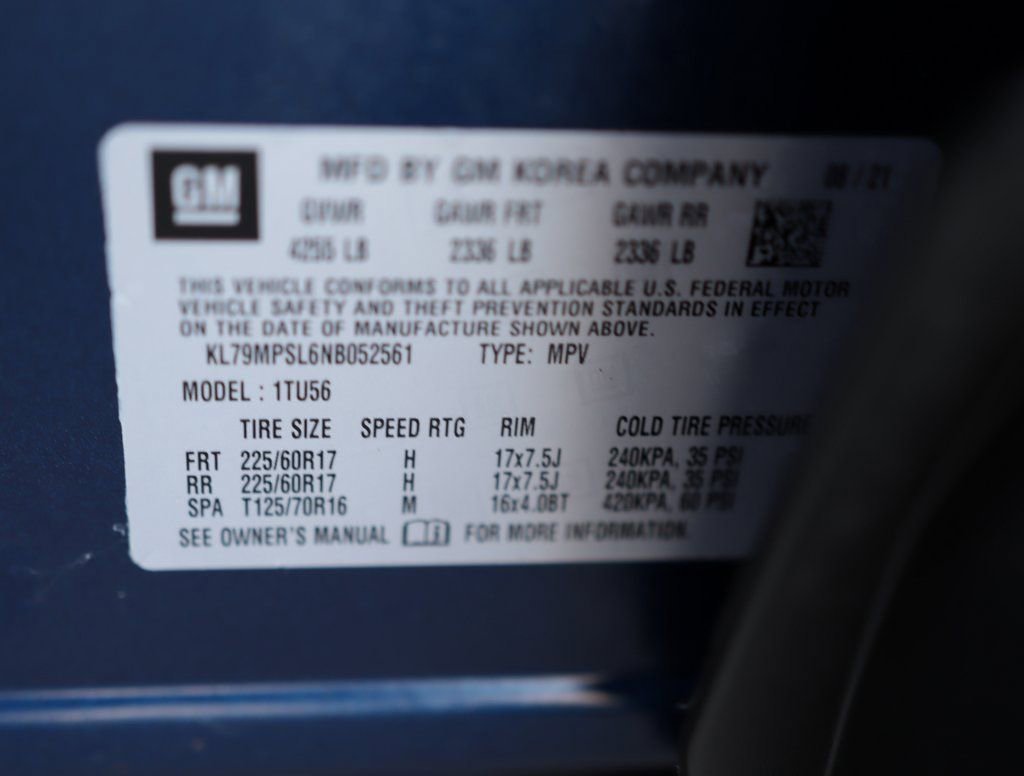 GM MFD BY GM KOREA COMPANY
GVWR GAWR FRT GAWR RR
4255 LB 2336 LB 2336 LB
THIS VEHICLE CONFORMS TO ALL APPLICABLE U.S. FEDERAL MOTOR
VEHICLE SAFETY AND THEFT PREVENTION STANDARDS IN EFFECT
ON THE DATE OF MANUFACTURE SHOWN ABOVE.
KL79MPSL6NB052561 TYPE: MPV
MODEL : 1TU56
TIRE SIZE SPEED RTG RIM COLD TIRE PRESSURE
FRT 225/60R17 H 17x7.5J 240KPA, 35 PSI
RR 225/60R17 H 17x7.5J 240KPA, 35 PSI
SPA T125/70R16 M 16x4.0BT 420KPA, 60 PSI
SEE OWNER'S MANUAL FOR MORE INFORMATION.